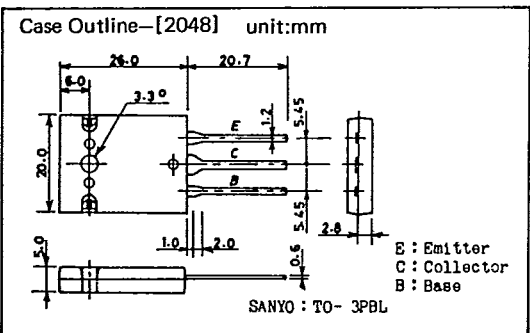 Case Outline—[2048] unit:mm
26.0
20.7
6.0
3.3°
1.2
5.45
E
20.0
C
B
5.45
1.0
2.0
2.8
5.0
0.6
E : Emitter
C : Collector
B : Base
SANYO : TO- 3PBL